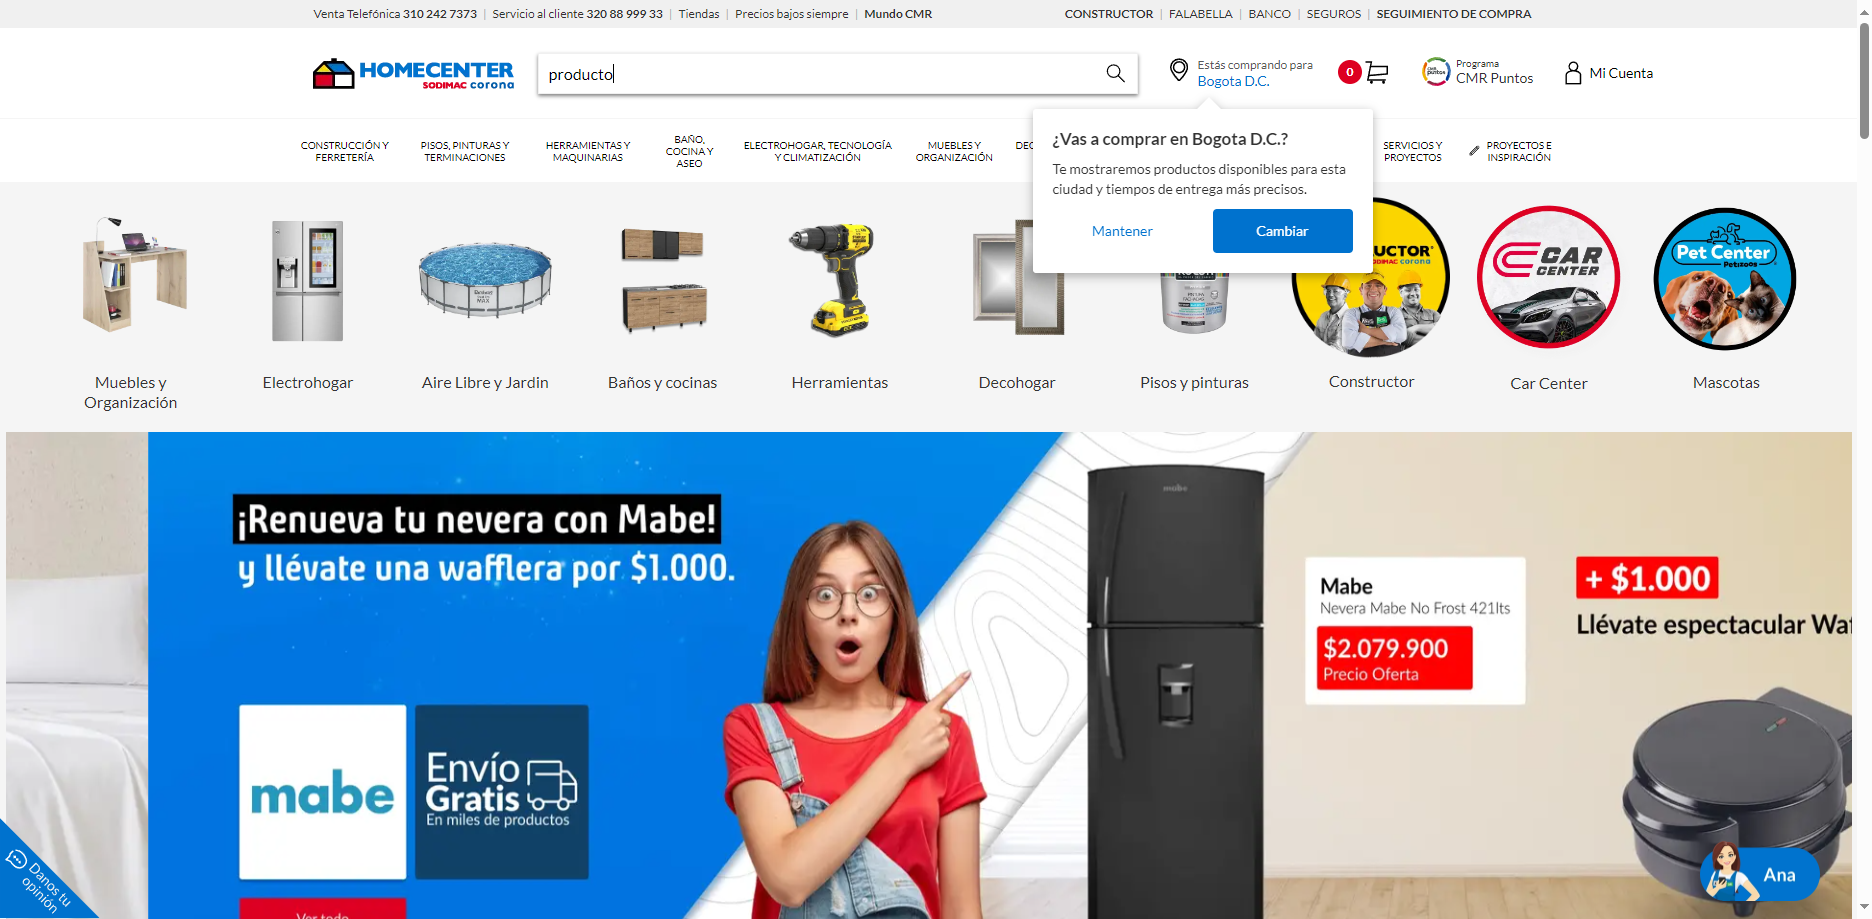 Venta Telefónica 310 242 7373 | Servicio al cliente 320 88 999 33 | Tiendas | Precios bajos siempre | Mundo CMR
CONSTRUCTOR | FALABELLA | BANCO | SEGUROS | SEGUIMIENTO DE COMPRA
HOMECENTER
SODIMAC corona
producto
Estás comprando para
Bogota D.C.
0
CMR
puntos
Programa
CMR Puntos
Mi Cuenta
CONSTRUCCIÓN Y
FERRETERÍA
PISOS, PINTURAS Y
TERMINACIONES
HERRAMIENTAS Y
MAQUINARIAS
BAÑO,
COCINA Y
ASEO
ELECTROHOGAR, TECNOLOGÍA
Y CLIMATIZACIÓN
MUEBLES Y
ORGANIZACIÓN
SERVICIOS Y
PROYECTOS
PROYECTOS E
INSPIRACIÓN
¿Vas a comprar en Bogota D.C.?
Te mostraremos productos disponibles para esta
ciudad y tiempos de entrega más precisos.
Mantener
Cambiar
UCTOR
SODIMAC corona
CAR
CENTER
Pet Center
Petizoos
Muebles y
Organización
Electrohogar
Aire Libre y Jardin
Baños y cocinas
Herramientas
Decohogar
Pisos y pinturas
Constructor
Car Center
Mascotas
¡Renueva tu nevera con Mabe!
y llévate una wafflera por $1.000.
mabe
Envío
Gratis
En miles de productos
Ver todo
mabe
Mabe
Nevera Mabe No Frost 421lts
$2.079.900
Precio Oferta
+ $1.000
Llévate espectacular Waf
Danos tu
opinión
Ana